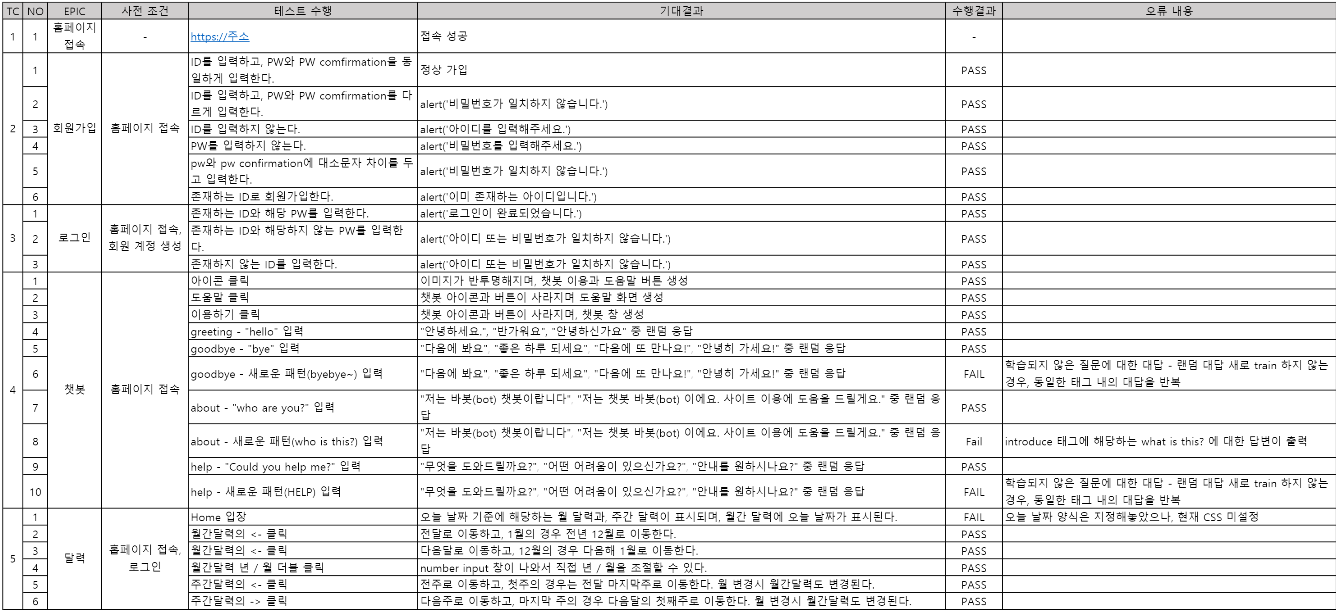 TC NO EPIC 사전 조건 테스트 수행 기대결과 수행결과 오류 내용
1 1 홈페이지 접속 - https://주소 접속 성공 -
2 회원가입 홈페이지 접속
1 ID를 입력하고, PW와 PW comfirmation을 동일하게 입력한다. 정상 가입 PASS
2 ID를 입력하고, PW와 PW comfirmation를 다르게 입력한다. alert('비밀번호가 일치하지 않습니다.') PASS
3 ID를 입력하지 않는다. alert('아이디를 입력해주세요.') PASS
4 PW를 입력하지 않는다. alert('비밀번호를 입력해주세요.') PASS
5 pw와 pw confirmation에 대소문자 차이를 두고 입력한다. alert('비밀번호가 일치하지 않습니다.') PASS
6 존재하는 ID로 회원가입한다. alert('이미 존재하는 아이디입니다.') PASS
3 로그인 홈페이지 접속, 회원 계정 생성
1 존재하는 ID와 해당 PW를 입력한다. alert('로그인이 완료되었습니다.') PASS
2 존재하는 ID와 해당하지 않는 PW를 입력한다. alert('아이디 또는 비밀번호가 일치하지 않습니다.') PASS
3 존재하지 않는 ID를 입력한다. alert('아이디 또는 비밀번호가 일치하지 않습니다.') PASS
4 챗봇 홈페이지 접속
1 아이콘 클릭 이미지가 반투명해지며, 챗봇 이용과 도움말 버튼 생성 PASS
2 도움말 클릭 챗봇 아이콘과 버튼이 사라지며 도움말 화면 생성 PASS
3 이용하기 클릭 챗봇 아이콘과 버튼이 사라지며, 챗봇 창 생성 PASS
4 greeting - "hello" 입력 "안녕하세요.", "반가워요", "안녕하신가요" 중 랜덤 응답 PASS
5 goodbye - "bye" 입력 "다음에 봐요", "좋은 하루 되세요", "다음에 또 만나요!", "안녕히 가세요!" 중 랜덤 응답 PASS
6 goodbye - 새로운 패턴(byebye~) 입력 "다음에 봐요", "좋은 하루 되세요", "다음에 또 만나요!", "안녕히 가세요!" 중 랜덤 응답 FAIL 학습되지 않은 질문에 대한 대답 - 랜덤 대답 새로 train 하지 않는 경우, 동일한 태그 내의 대답을 반복
7 about - "who are you?" 입력 "저는 바봇(bot) 챗봇이랍니다", "저는 챗봇 바봇(bot) 이에요. 사이트 이용에 도움을 드릴게요." 중 랜덤 응답 PASS
8 about - 새로운 패턴(who is this?) 입력 "저는 바봇(bot) 챗봇이랍니다", "저는 챗봇 바봇(bot) 이에요. 사이트 이용에 도움을 드릴게요." 중 랜덤 응답 Fail introduce 태그에 해당하는 what is this? 에 대한 답변이 출력
9 help - "Could you help me?" 입력 "무엇을 도와드릴까요?", "어떤 어려움이 있으신가요?", "안내를 원하시나요?" 중 랜덤 응답 PASS
10 help - 새로운 패턴(HELP) 입력 "무엇을 도와드릴까요?", "어떤 어려움이 있으신가요?", "안내를 원하시나요?" 중 랜덤 응답 FAIL 학습되지 않은 질문에 대한 대답 - 랜덤 대답 새로 train 하지 않는 경우, 동일한 태그 내의 대답을 반복
5 달력 홈페이지 접속, 로그인
1 Home 입장 오늘 날짜 기준에 해당하는 월 달력과, 주간 달력이 표시되며, 월간 달력에 오늘 날짜가 표시된다. FAIL 오늘 날짜 양식은 지정해놓았으나, 현재 CSS 미설정
2 월간달력의 <- 클릭 전달로 이동하고, 1월의 경우 전년 12월로 이동한다. PASS
3 월간달력의 <- 클릭 다음달로 이동하고, 12월의 경우 다음해 1월로 이동한다. PASS
4 월간달력 년 / 월 더블 클릭 number input 창이 나와서 직접 년 / 월을 조절할 수 있다. PASS
5 주간달력의 <- 클릭 전주로 이동하고, 첫주의 경우는 전달 마지막주로 이동한다. 월 변경시 월간달력도 변경된다. PASS
6 주간달력의 -> 클릭 다음주로 이동하고, 마지막 주의 경우 다음달의 첫째주로 이동한다. 월 변경시 월간달력도 변경된다. PASS